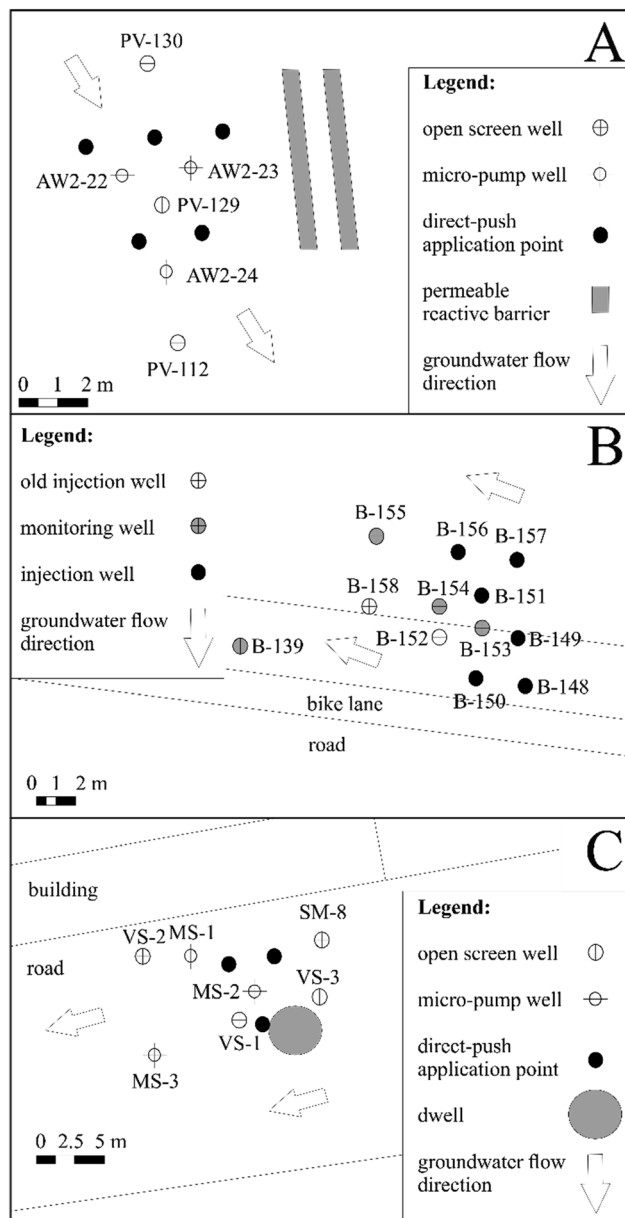 A
PV-130
AW2-22
AW2-23
PV-129
AW2-24
PV-112
0 1 2 m
Legend:
open screen well
micro-pump well
direct-push
application point
permeable
reactive barrier
groundwater flow
direction
B
Legend:
old injection well
monitoring well
injection well
groundwater flow
direction
B-155
B-156
B-157
B-158
B-154
B-151
B-139
B-152
B-153
B-149
B-150
B-148
bike lane
road
0 1 2 m
C
building
road
VS-2
MS-1
SM-8
MS-2
VS-3
VS-1
MS-3
0 2.5 5 m
Legend:
open screen well
micro-pump well
direct-push
application point
dwell
groundwater flow
direction